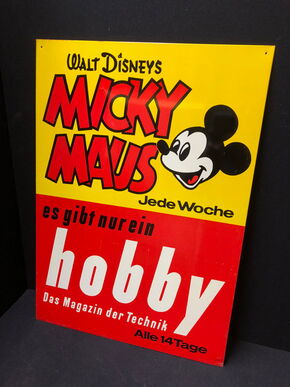 WALT DISNEYS
MICKY
MAUS
Jede Woche
es gibt nur ein
hobby
Das Magazin der Technik
Alle 14 Tage